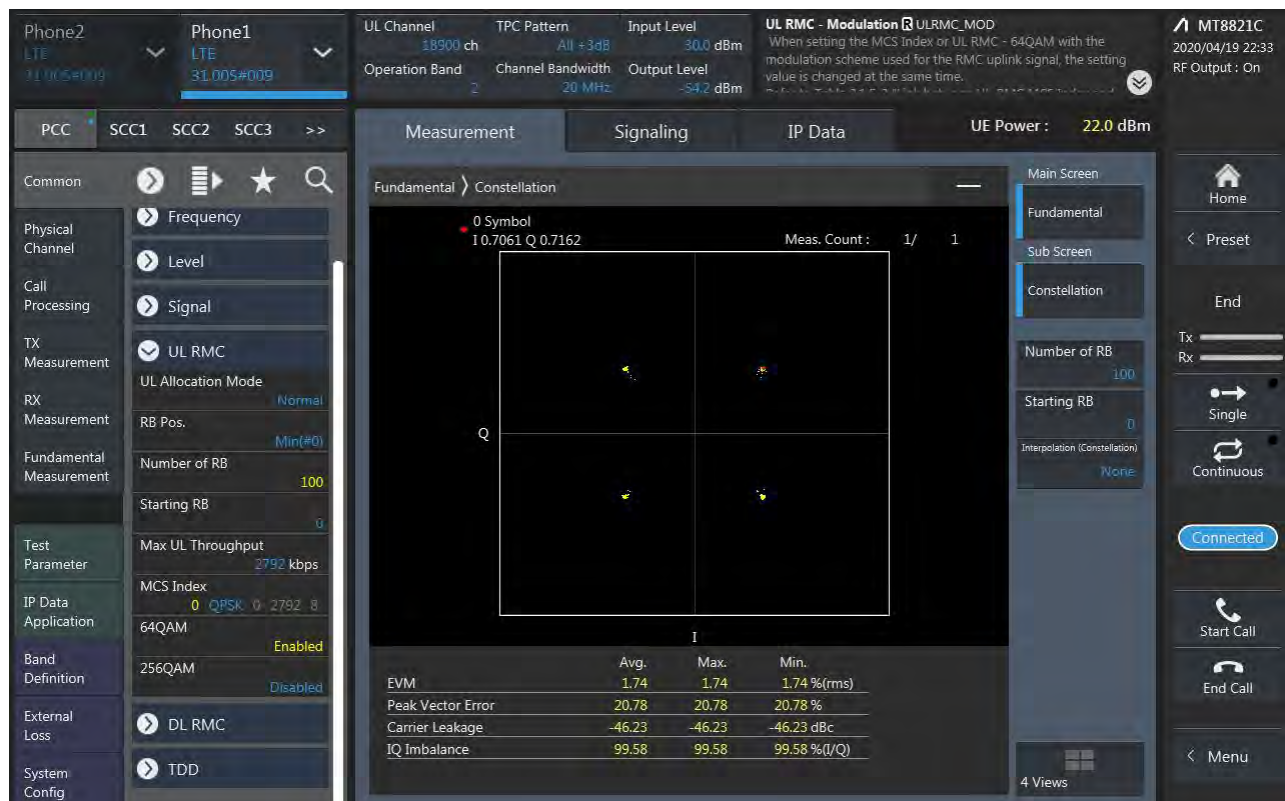 Phone2
LTE
31.005#009
Phone1
LTE
31.005#009
UL Channel
18900 ch
Operation Band
2
TPC Pattern
All +3dB
Channel Bandwidth
20 MHz
Input Level
30.0 dBm
Output Level
-54.2 dBm
UL RMC - Modulation R ULRMC_MOD
When setting the MCS Index or UL RMC - 64QAM with the
modulation scheme used for the RMC uplink signal, the setting
value is changed at the same time.
MT8821C
2020/04/19 22:33
RF Output : On
PCC SCC1 SCC2 SCC3 >>
Measurement Signaling IP Data
UE Power : 22.0 dBm
Common
Physical
Channel
Call
Processing
TX
Measurement
RX
Measurement
Fundamental
Measurement
Test
Parameter
IP Data
Application
Band
Definition
External
Loss
System
Config
Frequency
Level
Signal
UL RMC
UL Allocation Mode
Normal
RB Pos.
Min(#0)
Number of RB
100
Starting RB
0
Max UL Throughput
2792 kbps
MCS Index
0 QPSK 0 2792 8
64QAM
Enabled
256QAM
Disabled
DL RMC
TDD
Fundamental 〉 Constellation
0 Symbol
I 0.7061 Q 0.7162
Meas. Count : 1/ 1
Q
I
Avg. Max. Min.
EVM 1.74 1.74 1.74 %(rms)
Peak Vector Error 20.78 20.78 20.78 %
Carrier Leakage -46.23 -46.23 -46.23 dBc
IQ Imbalance 99.58 99.58 99.58 %(I/Q)
Main Screen
Fundamental
Sub Screen
Constellation
Number of RB
100
Starting RB
0
Interpolation (Constellation)
None
4 Views
Home
< Preset
End
Tx
Rx
Single
Continuous
Connected
Start Call
End Call
< Menu